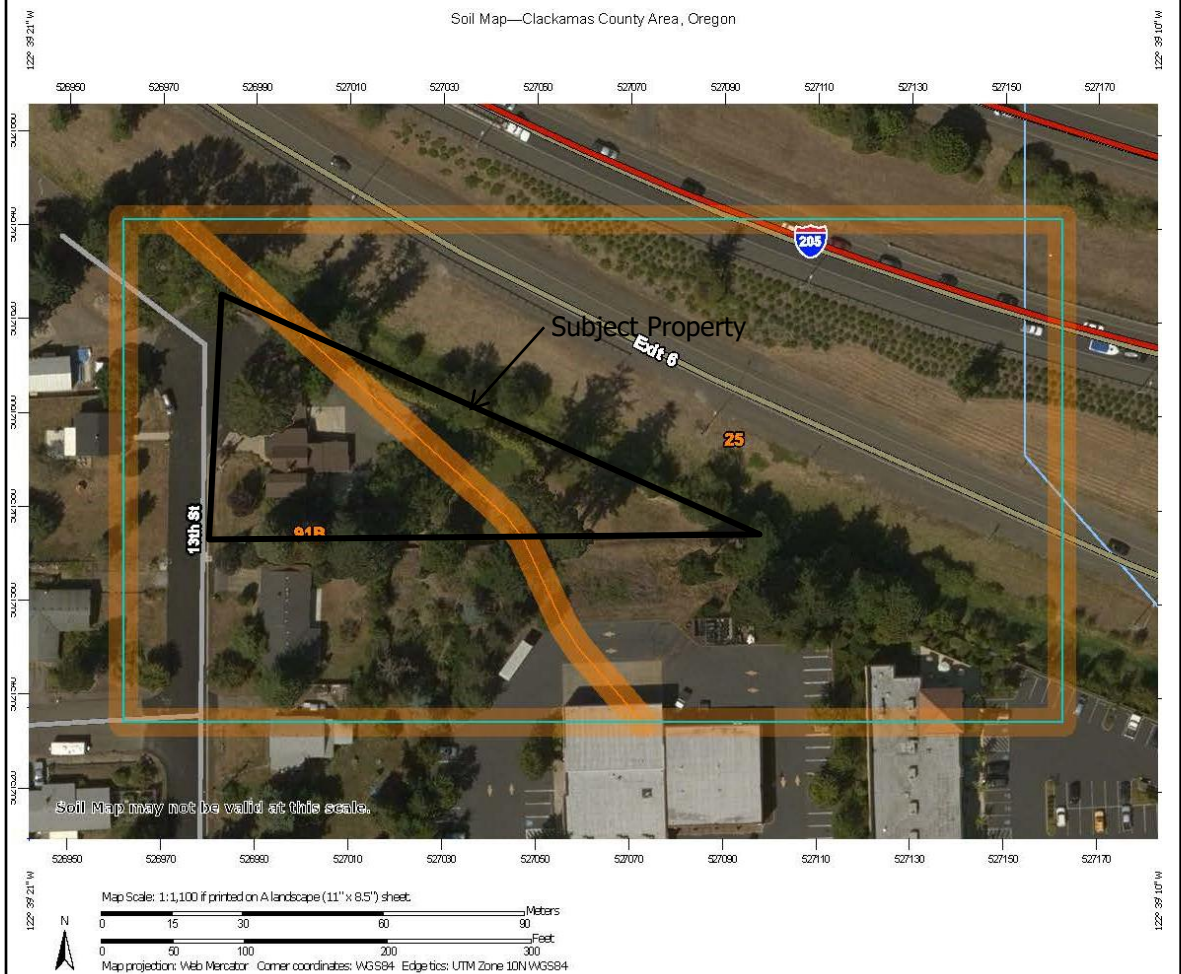 Soil Map—Clackamas County Area, Oregon
122° 39' 21" W
122° 39' 10" W
526950 526970 526990 527010 527030 527050 527070 527090 527110 527130 527150 527170
205
Subject Property
Exit 6
25
13th St
91B
Soil Map may not be valid at this scale.
526950 526970 526990 527010 527030 527050 527070 527090 527110 527130 527150 527170
122° 39' 21" W
122° 39' 10" W
Map Scale: 1:1,100 if printed on A landscape (11" x 8.5") sheet.
N
Meters
0 15 30 60 90
Feet
0 50 100 200 300
Map projection: Web Mercator Corner coordinates: WGS84 Edge tics: UTM Zone 10N WGS84